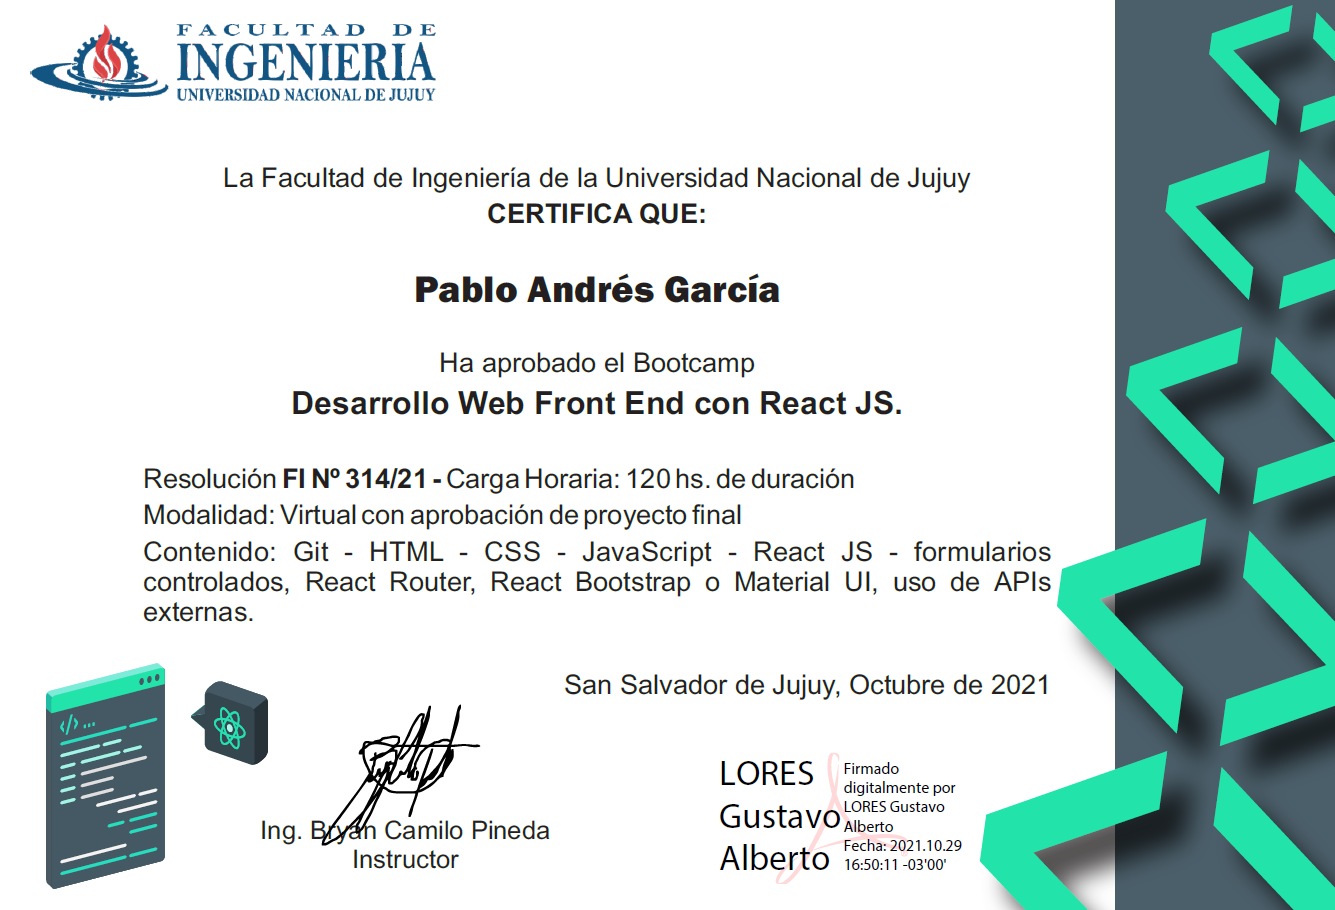 FACULTAD DE
INGENIERIA
UNIVERSIDAD NACIONAL DE JUJUY
La Facultad de Ingeniería de la Universidad Nacional de Jujuy
CERTIFICA QUE:
Pablo Andrés García
Ha aprobado el Bootcamp
Desarrollo Web Front End con React JS.
Resolución FI Nº 314/21 - Carga Horaria: 120 hs. de duración
Modalidad: Virtual con aprobación de proyecto final
Contenido: Git - HTML - CSS - JavaScript - React JS - formularios
controlados, React Router, React Bootstrap o Material UI, uso de APIs
externas.
San Salvador de Jujuy, Octubre de 2021
</> ...
Ing. Bryan Camilo Pineda
Instructor
LORES
Gustavo
Alberto
Firmado
digitalmente por
LORES Gustavo
Alberto
Fecha: 2021.10.29
16:50:11 -03'00'